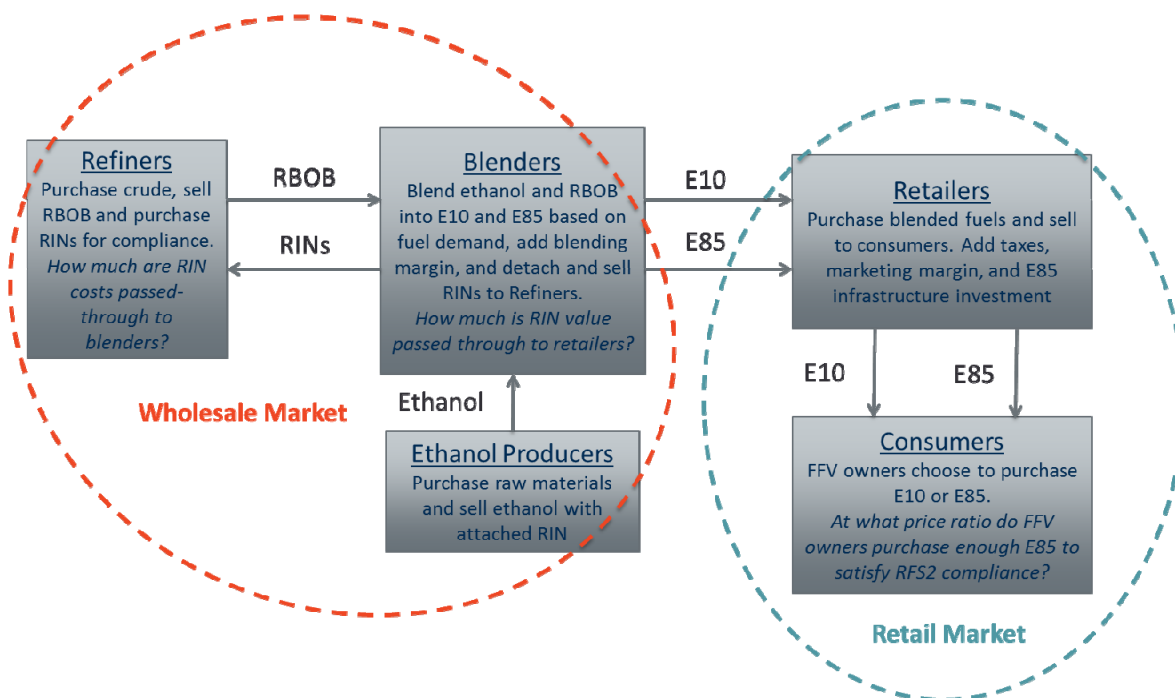 Refiners
Purchase crude, sell
RBOB and purchase
RINs for compliance.
How much are RIN
costs passed-
through to
blenders?
RBOB
RINs
Blenders
Blend ethanol and RBOB
into E10 and E85 based on
fuel demand, add blending
margin, and detach and sell
RINs to Refiners.
How much is RIN value
passed through to retailers?
E10
E85
Retailers
Purchase blended fuels and sell
to consumers. Add taxes,
marketing margin, and E85
infrastructure investment
Wholesale Market
Ethanol
Ethanol Producers
Purchase raw materials
and sell ethanol with
attached RIN
E10
E85
Consumers
FFV owners choose to purchase
E10 or E85.
At what price ratio do FFV
owners purchase enough E85 to
satisfy RFS2 compliance?
Retail Market